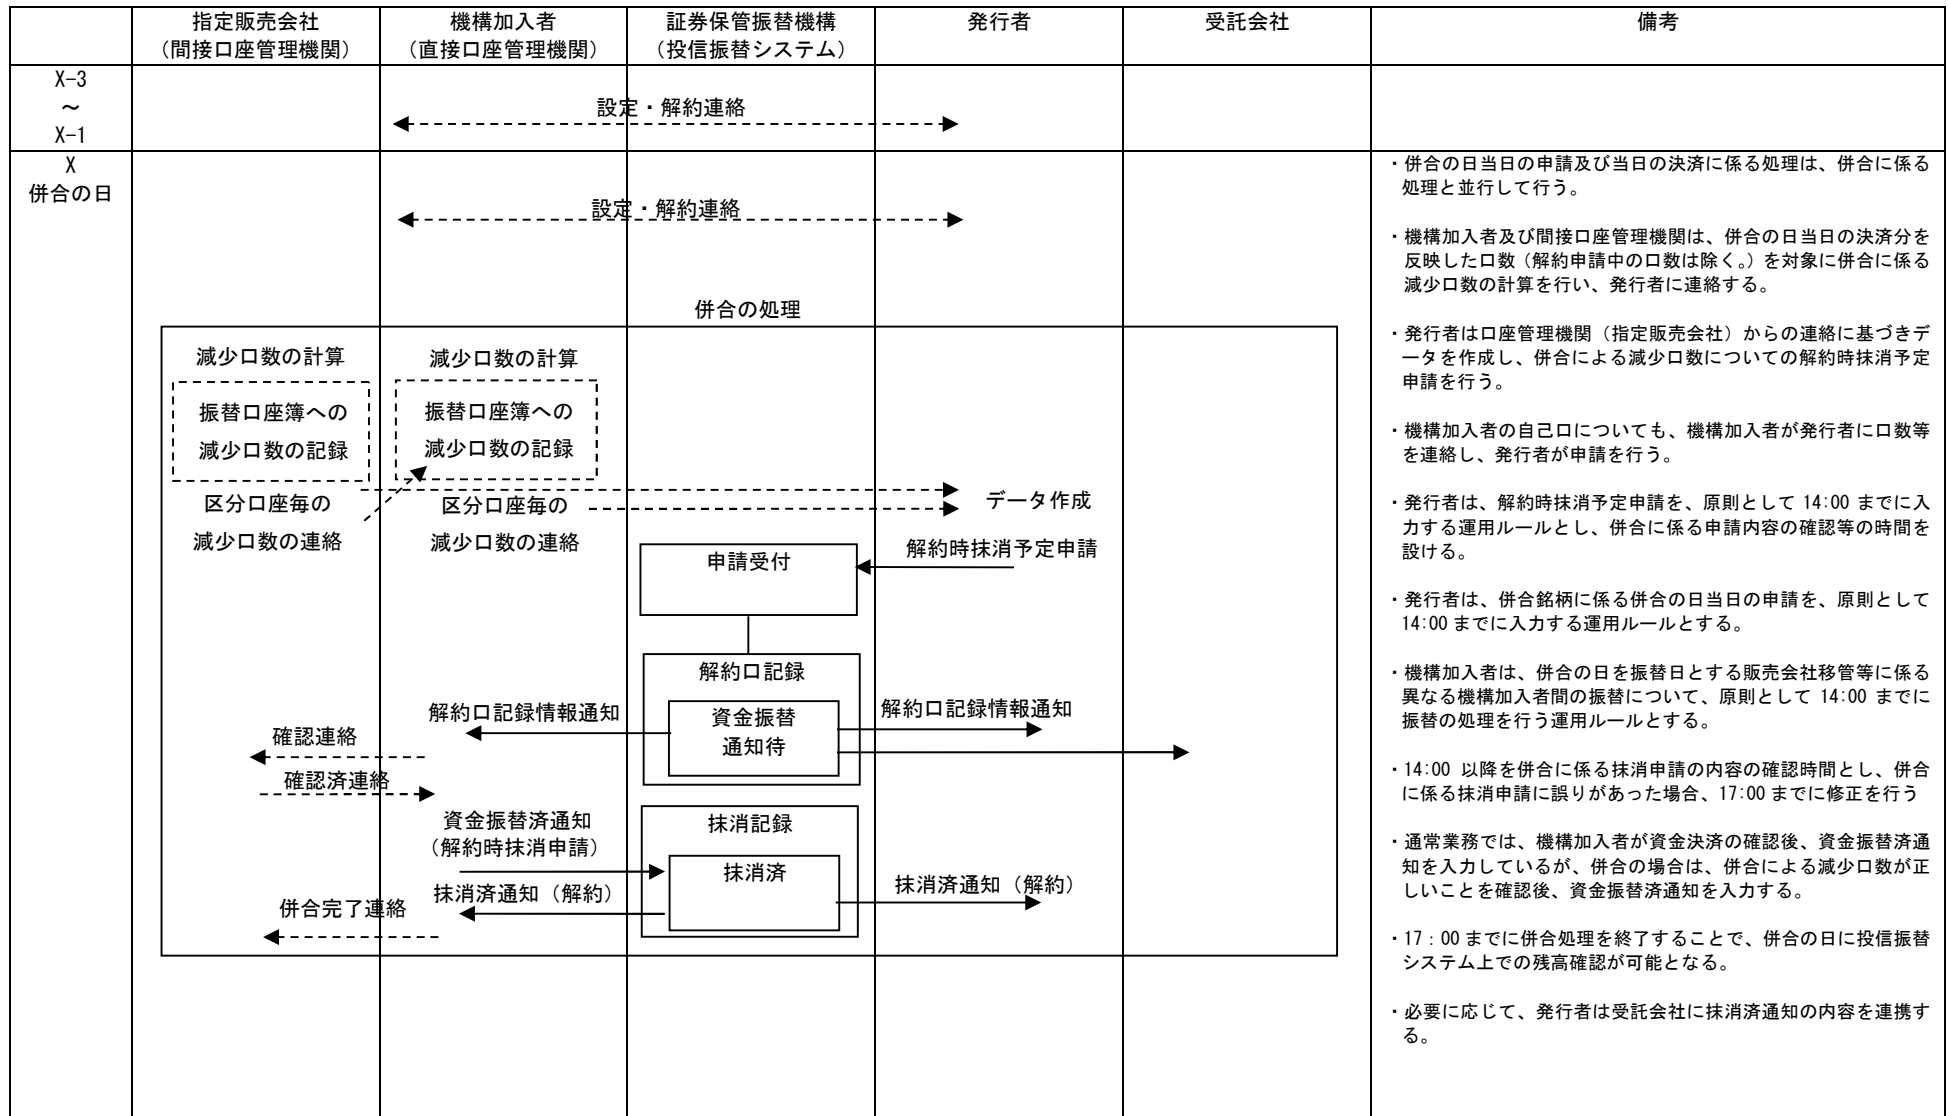 指定販売会社
(間接口座管理機関)
機構加入者
(直接口座管理機関)
証券保管振替機構
(投信振替システム)
発行者
受託会社
備考
X-3
～
X-1
設定・解約連絡
X
併合の日
設定・解約連絡
併合の処理
減少口数の計算
減少口数の計算
振替口座簿への
減少口数の記録
振替口座簿への
減少口数の記録
区分口座毎の
減少口数の連絡
区分口座毎の
減少口数の連絡
データ作成
解約時抹消予定申請
申請受付
解約口記録
資金振替
通知待
解約口記録情報通知
解約口記録情報通知
確認連絡
確認済連絡
資金振替済通知
(解約時抹消申請)
抹消記録
抹消済
抹消済通知（解約）
抹消済通知（解約）
併合完了連絡
・併合の日当日の申請及び当日の決済に係る処理は、併合に係る
処理と並行して行う。
・機構加入者及び間接口座管理機関は、併合の日当日の決済分を
反映した口数（解約申請中の口数は除く。）を対象に併合に係る
減少口数の計算を行い、発行者に連絡する。
・発行者は口座管理機関（指定販売会社）からの連絡に基づきデ
ータを作成し、併合による減少口数についての解約時抹消予定
申請を行う。
・機構加入者の自己口についても、機構加入者が発行者に口数等
を連絡し、発行者が申請を行う。
・発行者は、解約時抹消予定申請を、原則として 14:00 までに入
力する運用ルールとし、併合に係る申請内容の確認等の時間を
設ける。
・発行者は、併合銘柄に係る併合の日当日の申請を、原則として
14:00 までに入力する運用ルールとする。
・機構加入者は、併合の日を振替日とする販売会社移管等に係る
異なる機構加入者間の振替について、原則として 14:00 までに
振替の処理を行う運用ルールとする。
・14:00 以降を併合に係る抹消申請の内容の確認時間とし、併合
に係る抹消申請に誤りがあった場合、17:00 までに修正を行う
・通常業務では、機構加入者が資金決済の確認後、資金振替済通
知を入力しているが、併合の場合は、併合による減少口数が正
しいことを確認後、資金振替済通知を入力する。
・17：00 までに併合処理を終了することで、併合の日に投信振替
システム上での残高確認が可能となる。
・必要に応じて、発行者は受託会社に抹消済通知の内容を連携す
る。